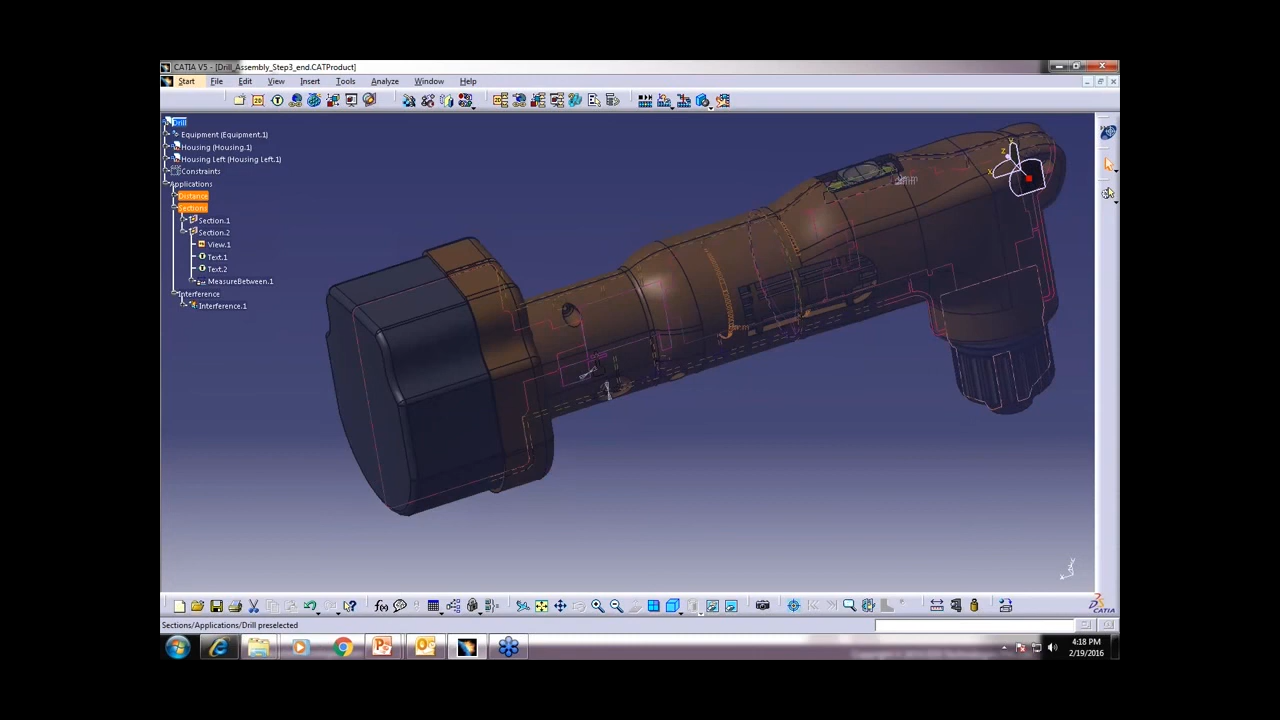 CATIA V5 - [Drill_Assembly_Step3_end.CATProduct]
Start File Edit View Insert Tools Analyze Window Help
Drill
Equipment (Equipment.1)
Housing (Housing.1)
Housing Left (Housing Left.1)
Constraints
Applications
Distance
Sections
Section.1
Section.2
View.1
Text.1
Text.2
MeasureBetween.1
Interference
Interference.1
Sections/Applications/Drill preselected
CATIA
4:18 PM
2/19/2016